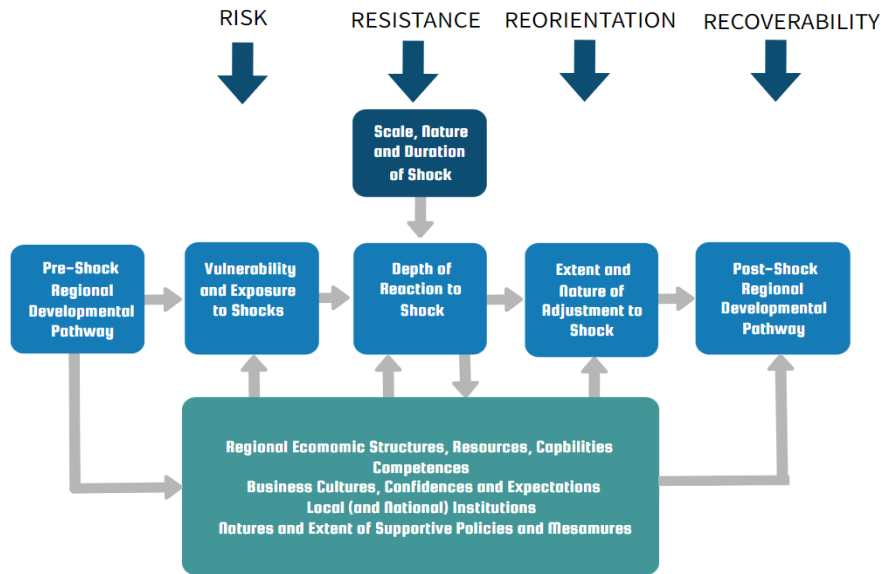 RISK
RESISTANCE
REORIENTATION
RECOVERABILITY
Scale, Nature
and Duration
of Shock
Pre-Shock
Regional
Developmental
Pathway
Vulnerability
and Exposure
to Shocks
Depth of
Reaction to
Shock
Extent and
Nature of
Adjustment to
Shock
Post-Shock
Regional
Developmental
Pathway
Regional Ecomomic Structures, Resources, Capbilities
Competences
Business Cultures, Confidences and Expectations
Local (and National) Institutions
Natures and Extent of Supportive Policies and Mesamures